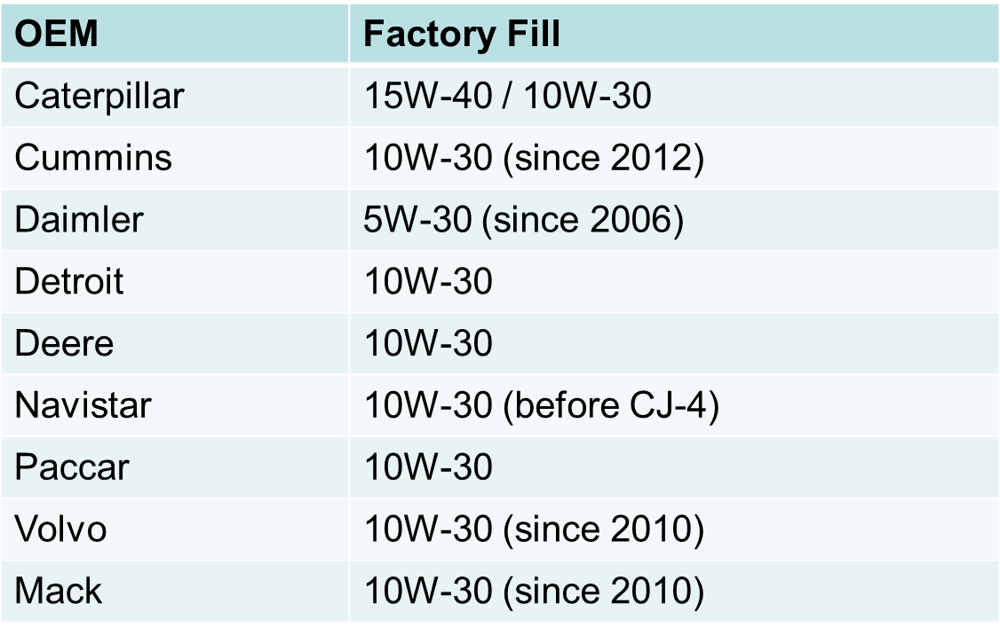 OEM Factory Fill
Caterpillar 15W-40 / 10W-30
Cummins 10W-30 (since 2012)
Daimler 5W-30 (since 2006)
Detroit 10W-30
Deere 10W-30
Navistar 10W-30 (before CJ-4)
Paccar 10W-30
Volvo 10W-30 (since 2010)
Mack 10W-30 (since 2010)